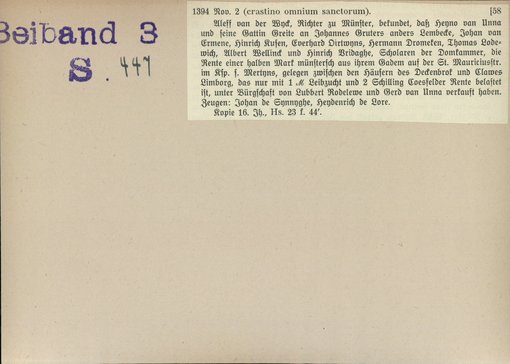 Beiband 3
S. 447
1394 Nov. 2 (crastino omnium sanctorum). [58
Aleff van der Wyck, Richter zu Münster, bekundet, daß Heyno van Unna
und seine Gattin Greite an Johannes Gruters anders Lembecke, Johan van
Ermene, Hinrich Kusen, Everhard Dirtwyns, Hermann Dromeken, Thomas Lode-
wich, Albert Wellinck und Hinrich Bridaghe, Scholaren der Domkammer, die
Rente einer halben Mark münstersch aus ihrem Gadem auf der St. Mauriciusstr.
im Ksp. s. Mertyns, gelegen zwischen den Häusern des Deckenbrok und Clawes
Limborg, das nur mit 1 M Leibzucht und 2 Schilling Coesfelder Rente belastet
ist, unter Bürgschaft von Lubbert Rodelewe und Gerd van Unna verkauft haben.
Zeugen: Johan de Synnyghe, Heydenrich de Lore.
Kopie 16. Jh., Hs. 23 f. 44'.